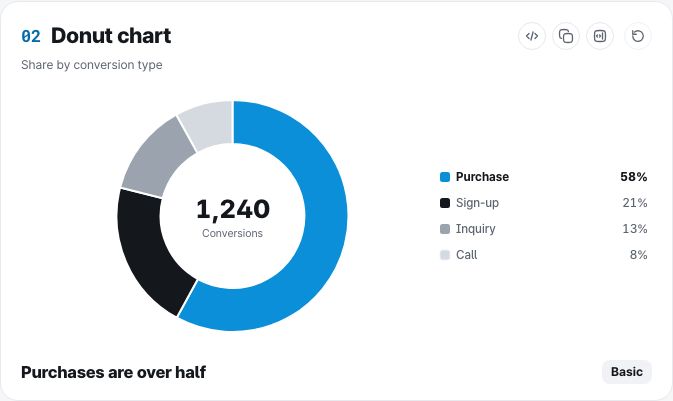 02 Donut chart
Share by conversion type
1,240
Conversions
Purchase 58%
Sign-up 21%
Inquiry 13%
Call 8%
Purchases are over half
Basic